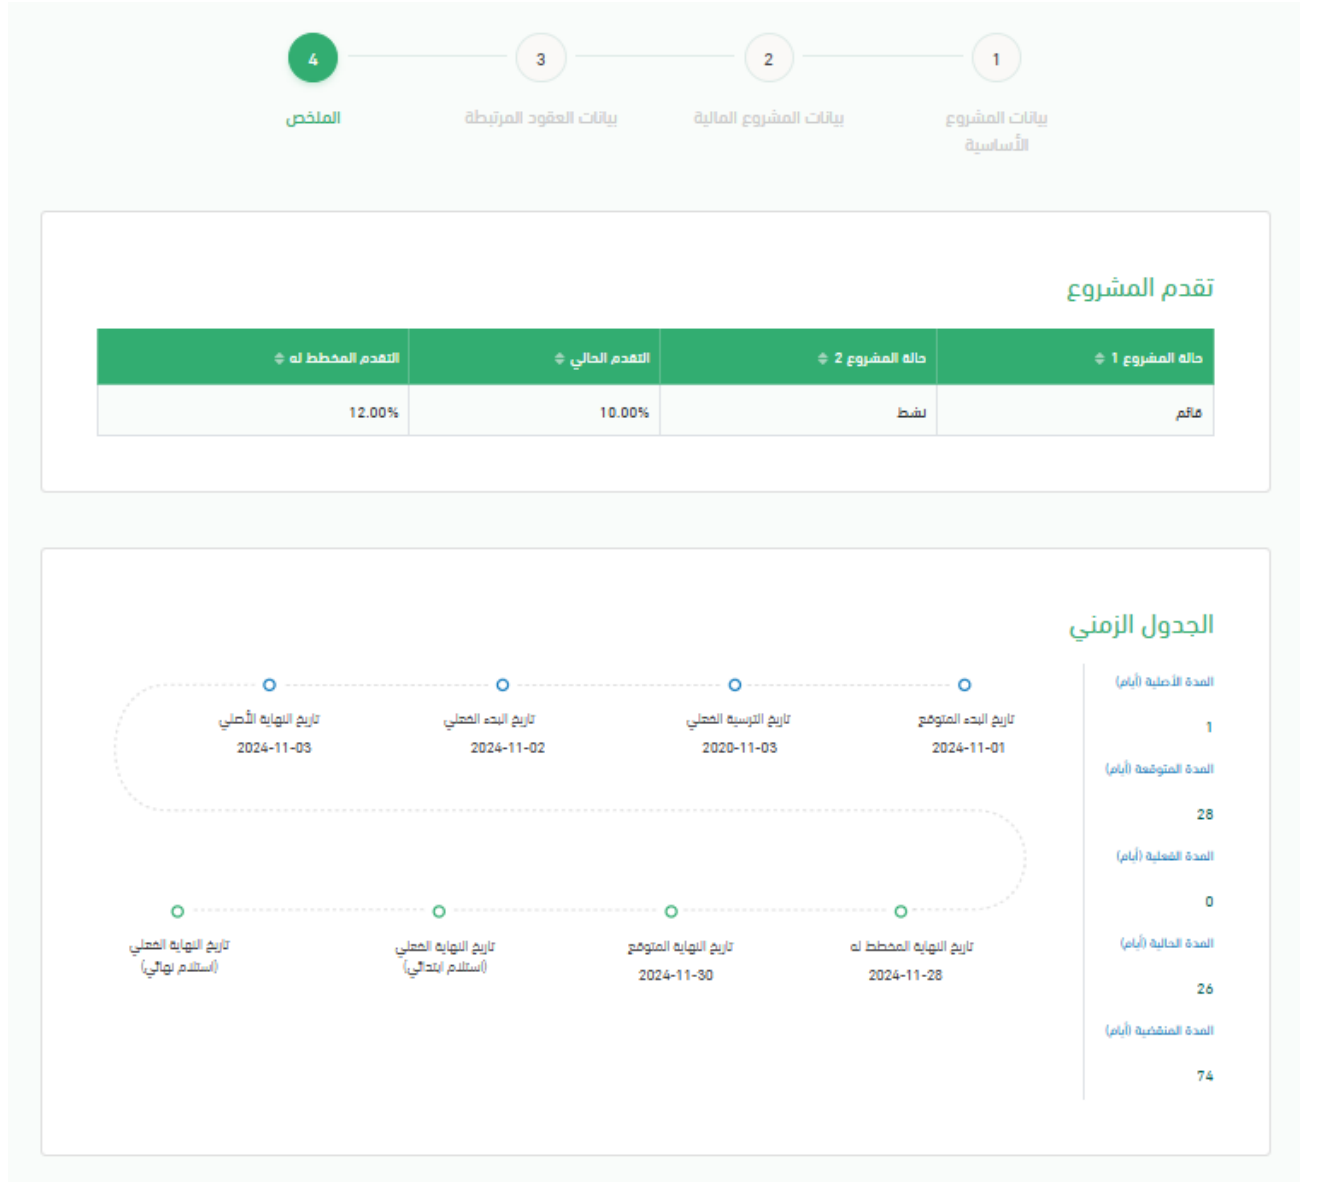 1
2
3
4
بيانات المشروع
الأساسية
بيانات المشروع المالية
بيانات العقود المرتبطة
الملخص
تقدم المشروع
حالة المشروع 1
حالة المشروع 2
التقدم الحالي
التقدم المخطط له
قائم
نشط
10.00%
12.00%
الجدول الزمني
المدة الأصلية (أيام)
1
المدة المتوقعة (أيام)
28
المدة الفعلية (أيام)
0
المدة الحالية (أيام)
26
المدة المنقضية (أيام)
74
تاريخ البدء المتوقع
2024-11-01
تاريخ الترسية الفعلي
2020-11-03
تاريخ البدء الفعلي
2024-11-02
تاريخ النهاية الأصلي
2024-11-03
تاريخ النهاية المخطط له
2024-11-28
تاريخ النهاية المتوقع
2024-11-30
تاريخ النهاية الفعلي
(استلام ابتدائي)
تاريخ النهاية الفعلي
(استلام نهائي)